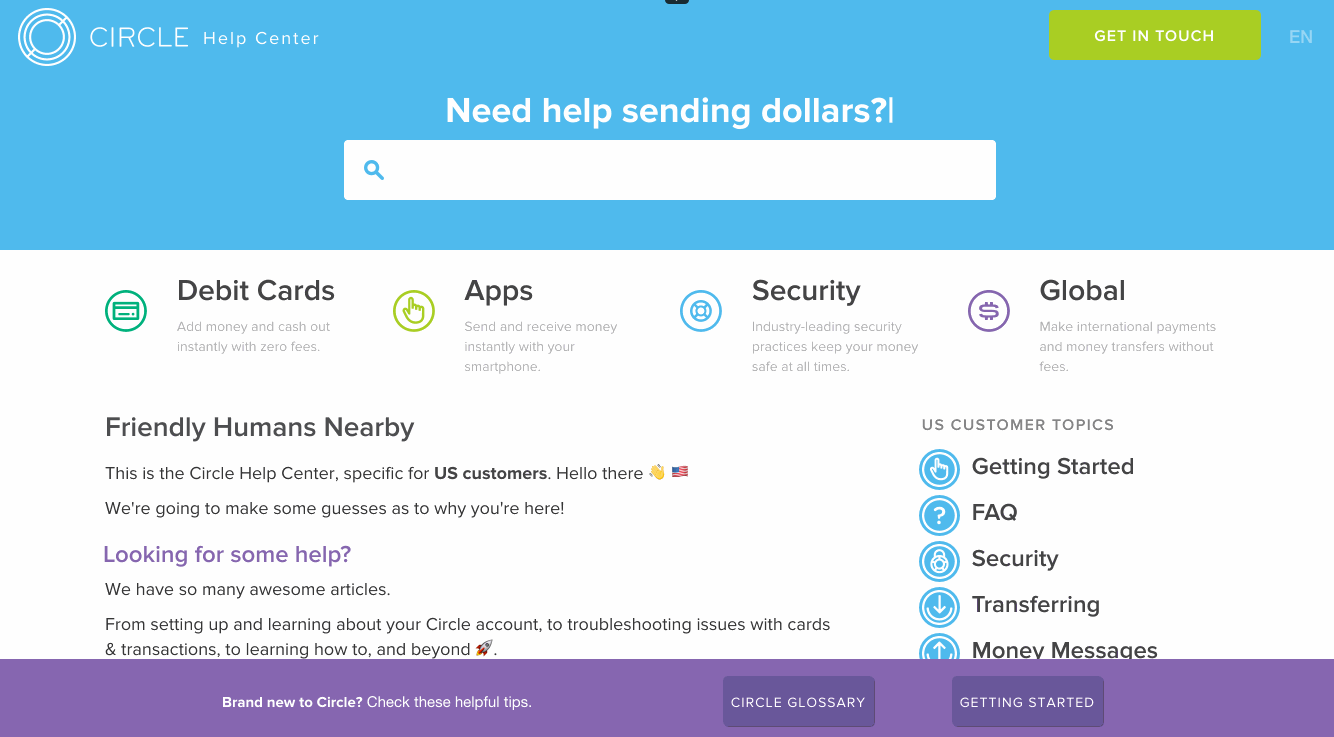 CIRCLE Help Center
GET IN TOUCH
EN
Need help sending dollars?|
Debit Cards
Add money and cash out
instantly with zero fees.
Apps
Send and receive money
instantly with your
smartphone.
Security
Industry-leading security
practices keep your money
safe at all times.
Global
Make international payments
and money transfers without
fees.
Friendly Humans Nearby
This is the Circle Help Center, specific for US customers. Hello there 👋 🇺🇸
We're going to make some guesses as to why you're here!
Looking for some help?
We have so many awesome articles.
From setting up and learning about your Circle account, to troubleshooting issues with cards
& transactions, to learning how to, and beyond 🚀.
US CUSTOMER TOPICS
Getting Started
FAQ
Security
Transferring
Money Messages
Brand new to Circle? Check these helpful tips.
CIRCLE GLOSSARY
GETTING STARTED